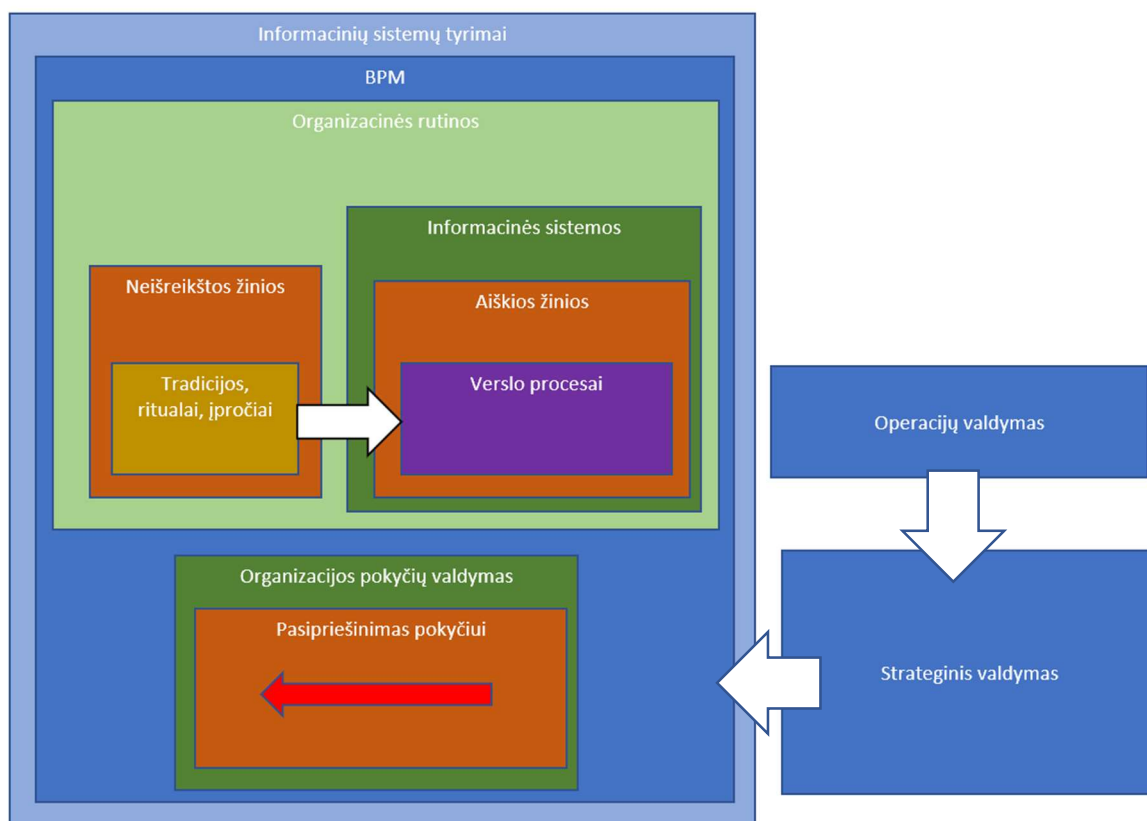 Informacinių sistemų tyrimai
BPM
Organizacinės rutinos
Informacinės sistemos
Neišreikštos žinios
Aiškios žinios
Tradicijos,
ritualai, įpročiai
Verslo procesai
Operacijų valdymas
Organizacijos pokyčių valdymas
Pasipriešinimas pokyčiui
Strateginis valdymas